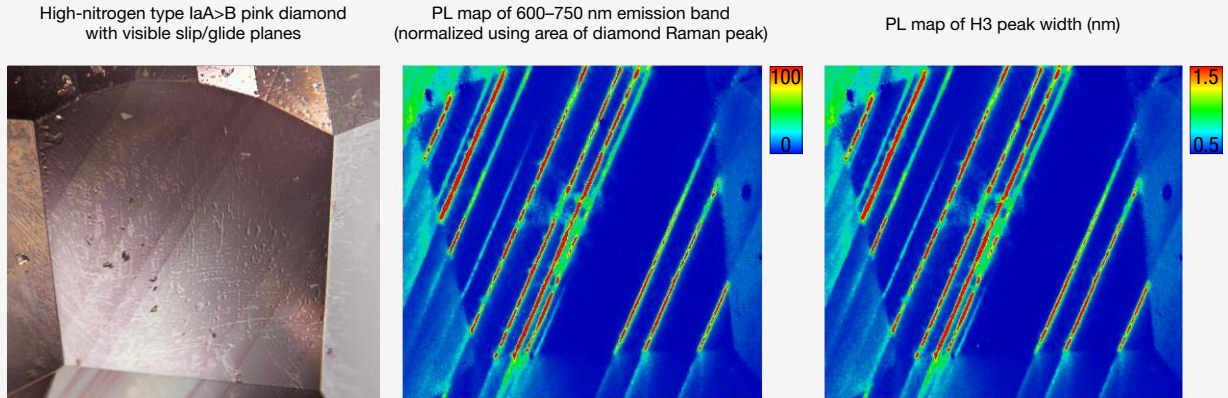 High-nitrogen type IaA>B pink diamond
with visible slip/glide planes
PL map of 600–750 nm emission band
(normalized using area of diamond Raman peak)
PL map of H3 peak width (nm)
100
0
1.5
0.5